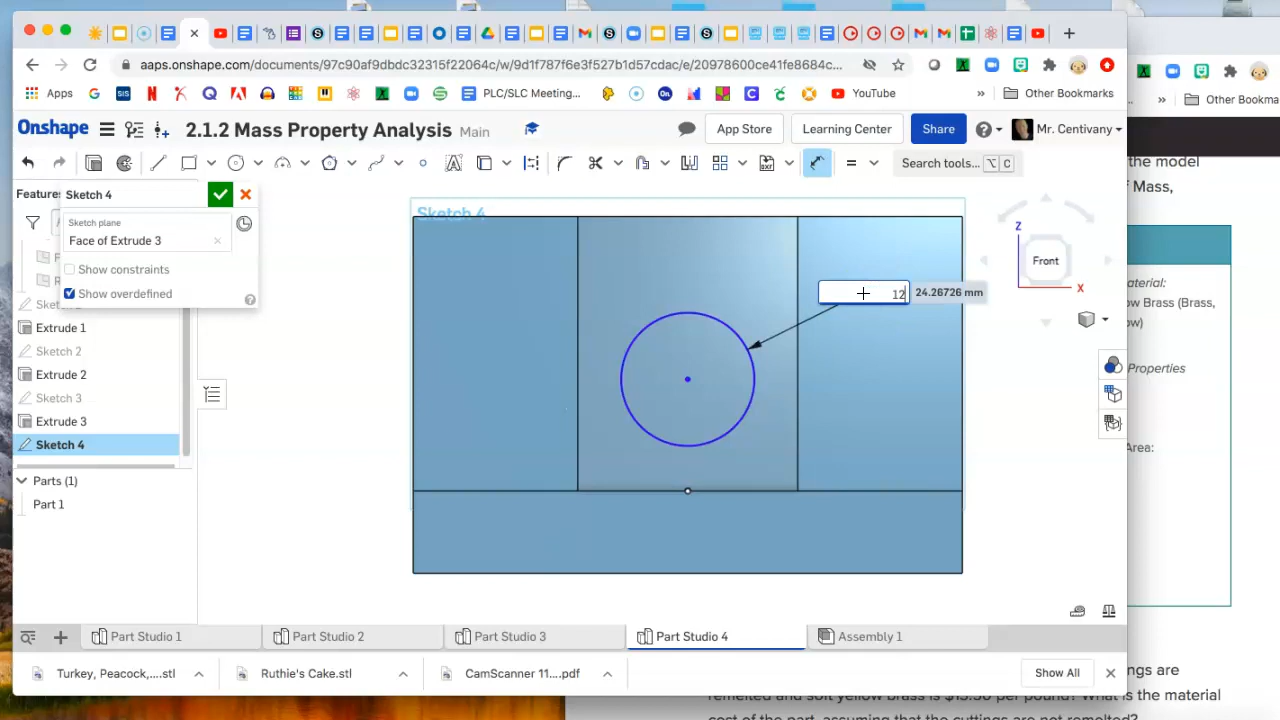 aaps.onshape.com/documents/97c90af9dbdc32315f22064c/w/9d1f787f6e3f527b1d57cdac/e/20978600ce41fe8684c...
Apps
PLC/SLC Meeting...
YouTube
»
Other Bookmarks
»
Other Bookma
Onshape
2.1.2 Mass Property Analysis
Main
App Store
Learning Center
Share
Mr. Centivany
Search tools...
⌥ C
the model
Mass,
Features
Sketch 4
Sketch plane
Face of Extrude 3
Show constraints
Show overdefined
Extrude 1
Sketch 2
Extrude 2
Sketch 3
Extrude 3
Sketch 4
Parts (1)
Part 1
Sketch 4
12
24.26726 mm
Z
Front
X
aterial:
ow Brass (Brass,
ow)
Properties
Area:
Part Studio 1
Part Studio 2
Part Studio 3
Part Studio 4
Assembly 1
Turkey, Peacock,....stl
Ruthie's Cake.stl
CamScanner 11....pdf
Show All
ngs are
remelted and soft yellow brass is $13.50 per pound? What is the material
cost of the part, assuming that the cuttings are not remelted?